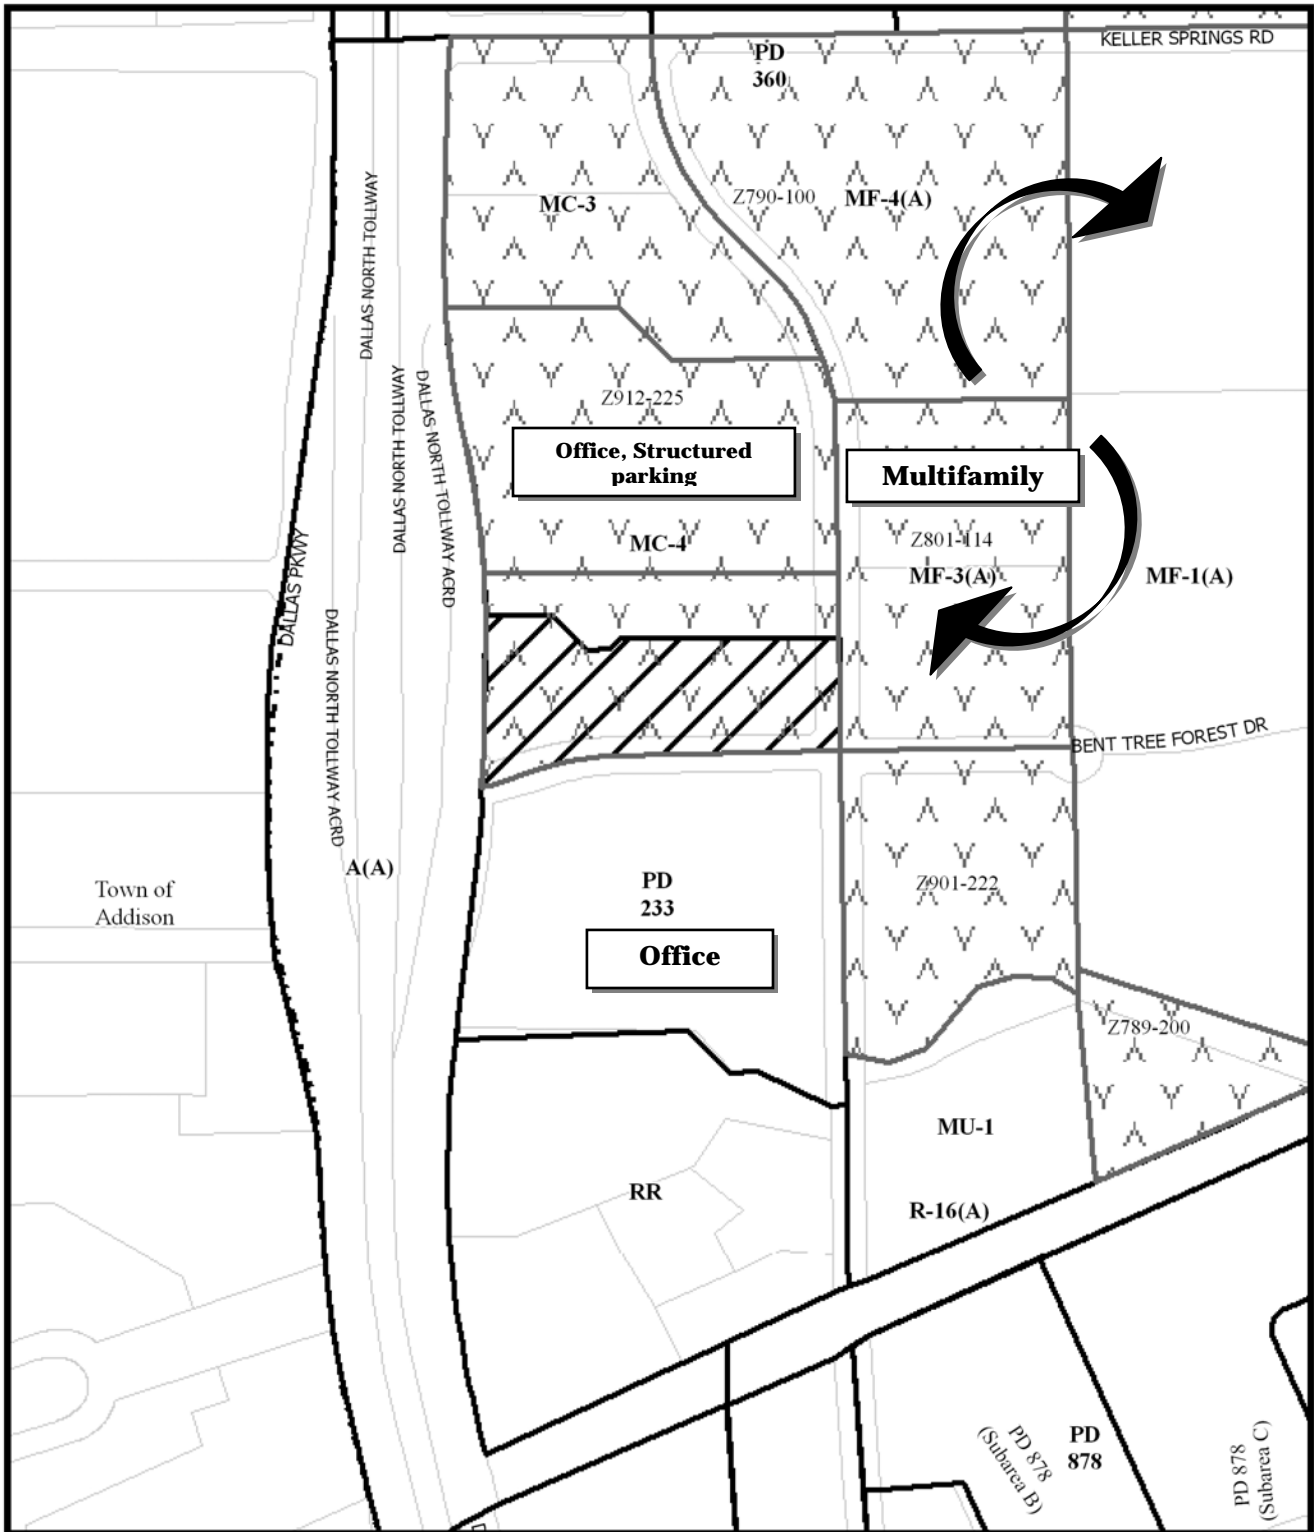 KELLER SPRINGS RD
PD
360
DALLAS NORTH TOLLWAY
MC-3
Z790-100
MF-4(A)
DALLAS NORTH TOLLWAY
DALLAS NORTH TOLLWAY ACRD
Z912-225
Office, Structured
parking
Multifamily
MC-4
Z801-114
MF-3(A)
MF-1(A)
DALLAS PKWY
DALLAS NORTH TOLLWAY ACRD
BENT TREE FOREST DR
A(A)
Town of
Addison
PD
233
Z901-222
Office
Z789-200
MU-1
RR
R-16(A)
PD 878
(Subarea B)
PD
878
PD 878
(Subarea C)